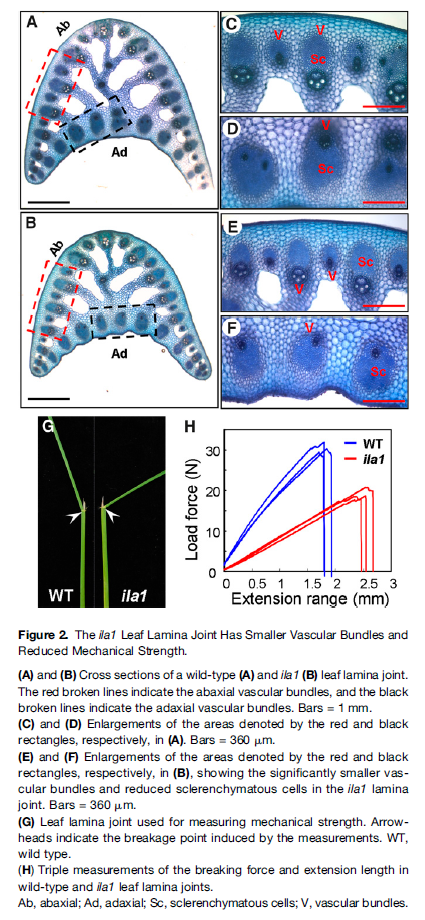 A
Ab
Ad
B
Ab
Ad
C
V
V
Sc
D
V
Sc
E
Sc
V
V
F
V
Sc
G
WT
ila1
H
WT
ila1
Load force (N)
30
20
10
0
0 0.5 1 1.5 2 2.5 3
Extension range (mm)
Figure 2. The ila1 Leaf Lamina Joint Has Smaller Vascular Bundles and
Reduced Mechanical Strength.
(A) and (B) Cross sections of a wild-type (A) and ila1 (B) leaf lamina joint.
The red broken lines indicate the abaxial vascular bundles, and the black
broken lines indicate the adaxial vascular bundles. Bars = 1 mm.
(C) and (D) Enlargements of the areas denoted by the red and black
rectangles, respectively, in (A). Bars = 360 μm.
(E) and (F) Enlargements of the areas denoted by the red and black
rectangles, respectively, in (B), showing the significantly smaller vas-
cular bundles and reduced sclerenchymatous cells in the ila1 lamina
joint. Bars = 360 μm.
(G) Leaf lamina joint used for measuring mechanical strength. Arrow-
heads indicate the breakage point induced by the measurements. WT,
wild type.
(H) Triple measurements of the breaking force and extension length in
wild-type and ila1 leaf lamina joints.
Ab, abaxial; Ad, adaxial; Sc, sclerenchymatous cells; V, vascular bundles.